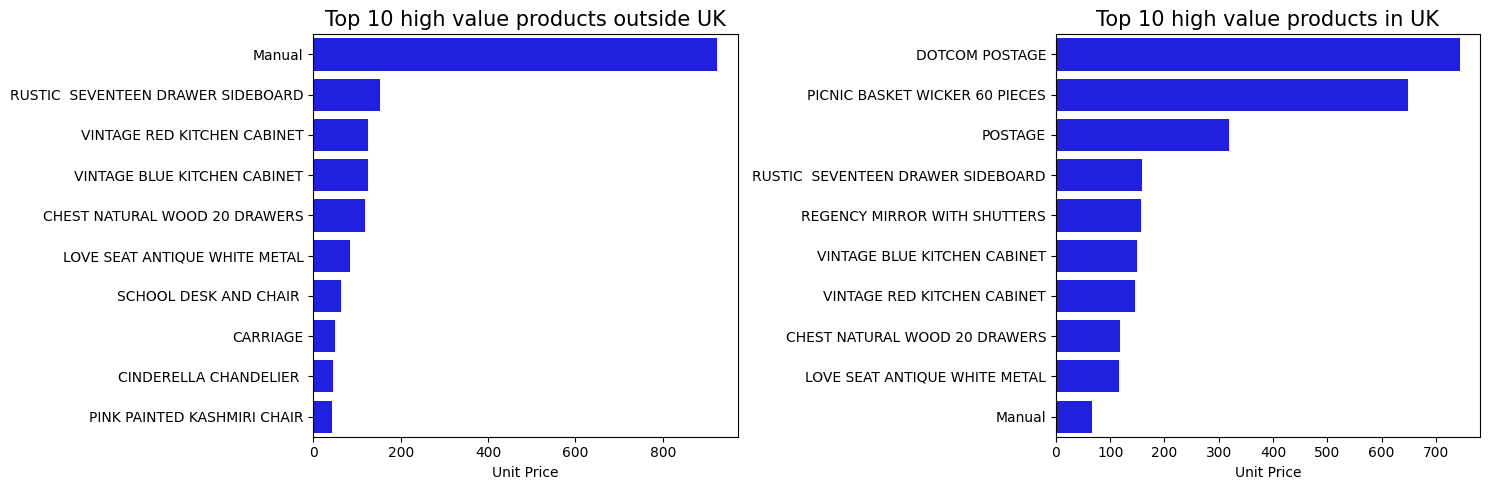 Top 10 high value products outside UK
Manual
RUSTIC  SEVENTEEN DRAWER SIDEBOARD
VINTAGE RED KITCHEN CABINET
VINTAGE BLUE KITCHEN CABINET
CHEST NATURAL WOOD 20 DRAWERS
LOVE SEAT ANTIQUE WHITE METAL
SCHOOL DESK AND CHAIR
CARRIAGE
CINDERELLA CHANDELIER
PINK PAINTED KASHMIRI CHAIR
0 200 400 600 800
Unit Price
Top 10 high value products in UK
DOTCOM POSTAGE
PICNIC BASKET WICKER 60 PIECES
POSTAGE
RUSTIC  SEVENTEEN DRAWER SIDEBOARD
REGENCY MIRROR WITH SHUTTERS
VINTAGE BLUE KITCHEN CABINET
VINTAGE RED KITCHEN CABINET
CHEST NATURAL WOOD 20 DRAWERS
LOVE SEAT ANTIQUE WHITE METAL
Manual
0 100 200 300 400 500 600 700
Unit Price